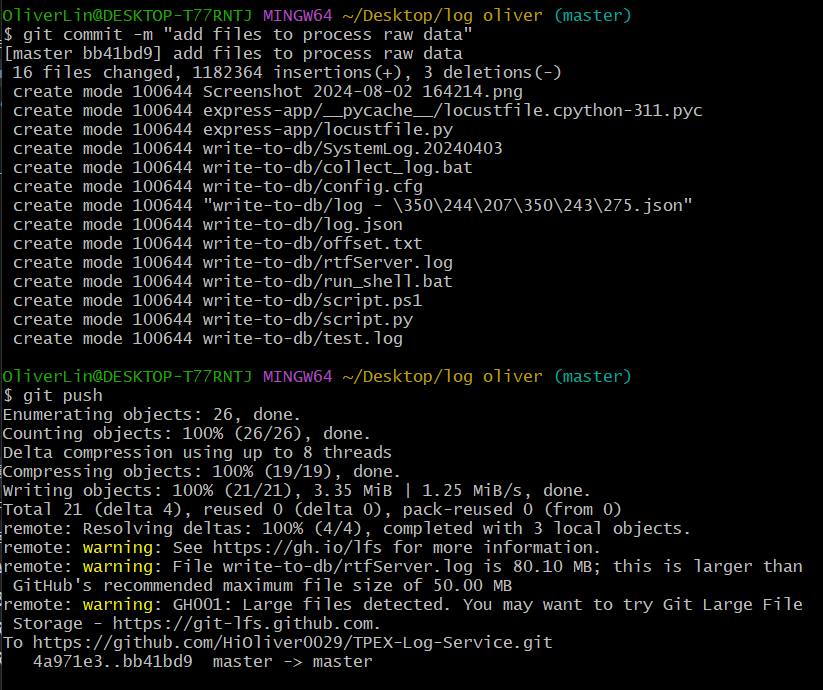 OliverLin@DESKTOP-T77RNTJ MINGW64 ~/Desktop/log oliver (master)
$ git commit -m "add files to process raw data"
[master bb41bd9] add files to process raw data
 16 files changed, 1182364 insertions(+), 3 deletions(-)
 create mode 100644 Screenshot 2024-08-02 164214.png
 create mode 100644 express-app/__pycache__/locustfile.cpython-311.pyc
 create mode 100644 express-app/locustfile.py
 create mode 100644 write-to-db/SystemLog.20240403
 create mode 100644 write-to-db/collect_log.bat
 create mode 100644 write-to-db/config.cfg
 create mode 100644 "write-to-db/log - \350\244\207\350\243\275.json"
 create mode 100644 write-to-db/log.json
 create mode 100644 write-to-db/offset.txt
 create mode 100644 write-to-db/rtfServer.log
 create mode 100644 write-to-db/run_shell.bat
 create mode 100644 write-to-db/script.ps1
 create mode 100644 write-to-db/script.py
 create mode 100644 write-to-db/test.log

OliverLin@DESKTOP-T77RNTJ MINGW64 ~/Desktop/log oliver (master)
$ git push
Enumerating objects: 26, done.
Counting objects: 100% (26/26), done.
Delta compression using up to 8 threads
Compressing objects: 100% (19/19), done.
Writing objects: 100% (21/21), 3.35 MiB | 1.25 MiB/s, done.
Total 21 (delta 4), reused 0 (delta 0), pack-reused 0 (from 0)
remote: Resolving deltas: 100% (4/4), completed with 3 local objects.
remote: warning: See https://gh.io/lfs for more information.
remote: warning: File write-to-db/rtfServer.log is 80.10 MB; this is larger than
 GitHub's recommended maximum file size of 50.00 MB
remote: warning: GH001: Large files detected. You may want to try Git Large File
 Storage - https://git-lfs.github.com.
To https://github.com/HiOliver0029/TPEX-Log-Service.git
   4a971e3..bb41bd9  master -> master